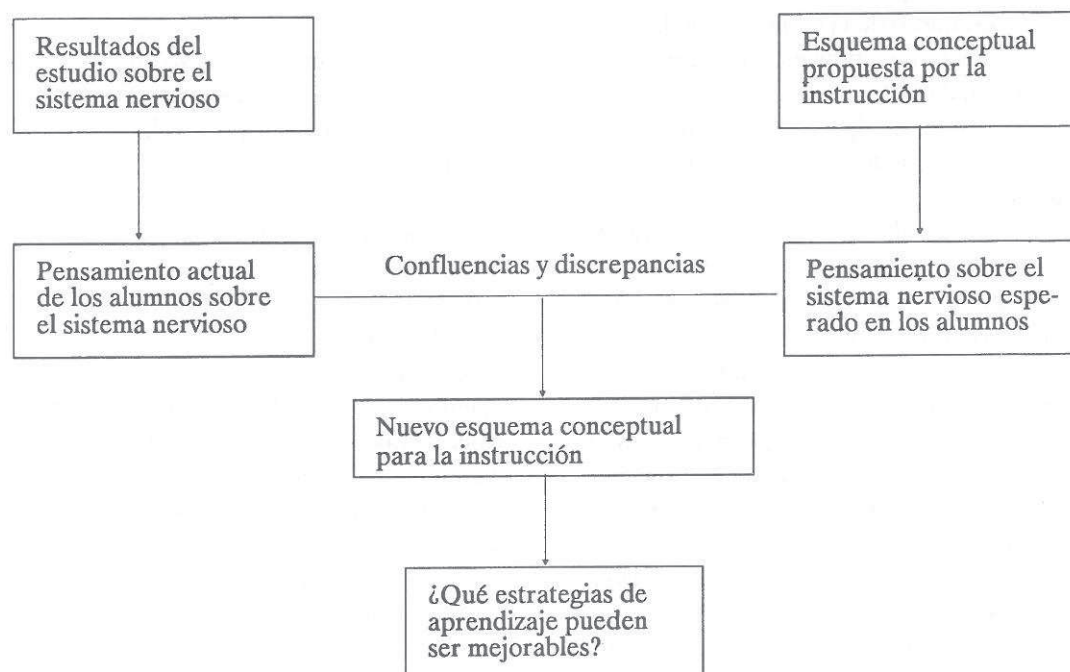 Resultados del
estudio sobre el
sistema nervioso
Esquema conceptual
propuesta por la
instrucción
Pensamiento actual
de los alumnos sobre
el sistema nervioso
Confluencias y discrepancias
Pensamiento sobre el
sistema nervioso espe-
rado en los alumnos
Nuevo esquema conceptual
para la instrucción
¿Qué estrategias de
aprendizaje pueden
ser mejorables?